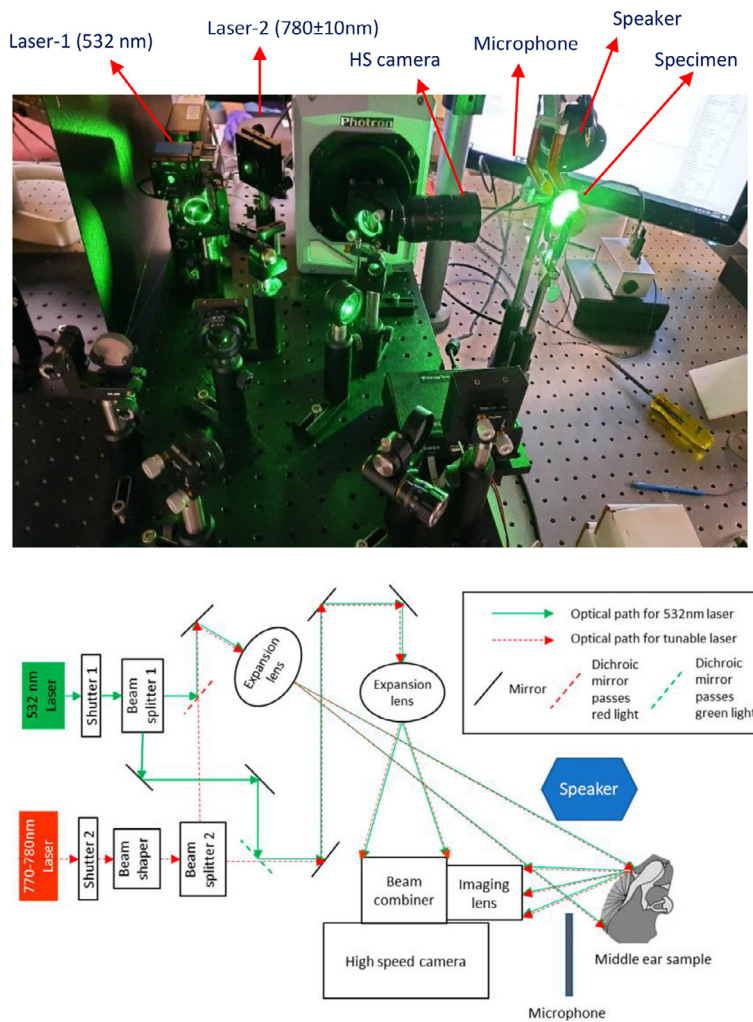 Laser-1 (532 nm)
Laser-2 (780±10nm)
HS camera
Microphone
Speaker
Specimen
Photron
532 nm
Laser
Shutter 1
Beam
splitter 1
Expansion
lens
Expansion
lens
Optical path for 532nm laser
Optical path for tunable laser
Mirror
Dichroic
mirror
passes
red light
Dichroic
mirror
passes
green light
770-780nm
Laser
Shutter 2
Beam
shaper
Beam
splitter 2
Speaker
Beam
combiner
Imaging
lens
High speed camera
Middle ear sample
Microphone